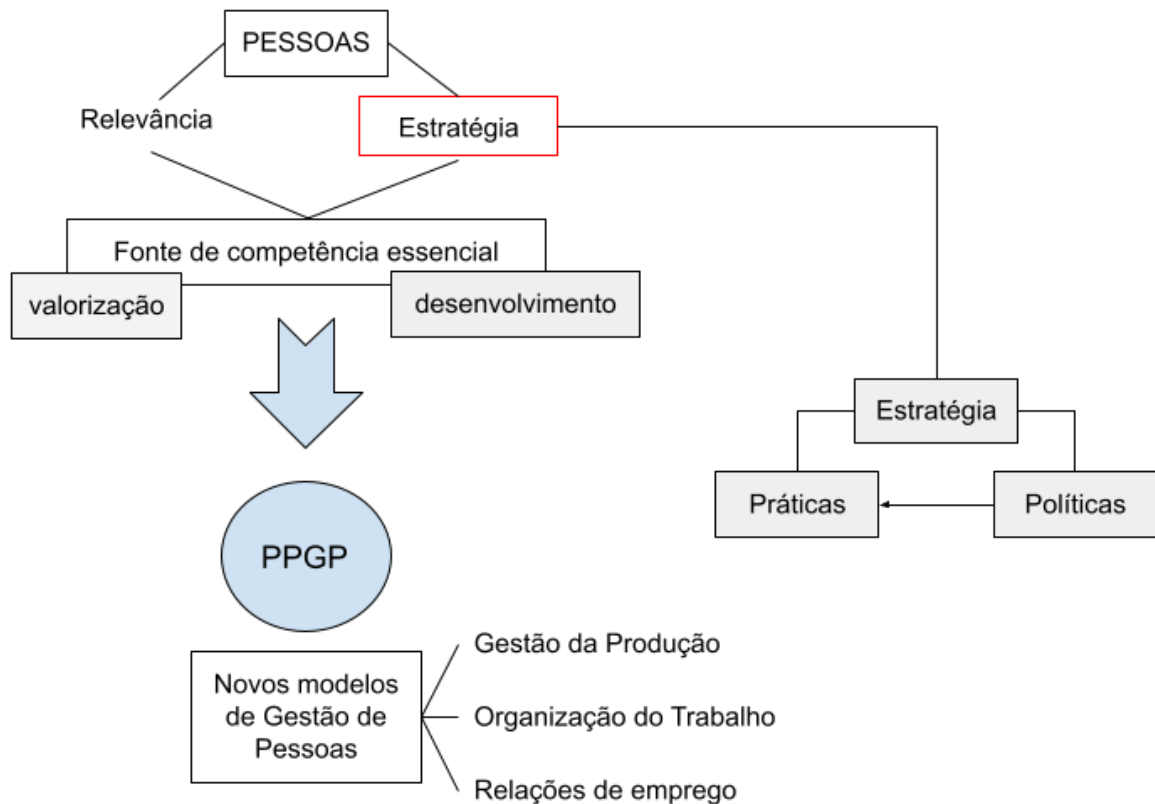 PESSOAS
Relevância
Estratégia
Fonte de competência essencial
valorização
desenvolvimento
Estratégia
Práticas
Políticas
PPGP
Novos modelos
de Gestão de
Pessoas
Gestão da Produção
Organização do Trabalho
Relações de emprego